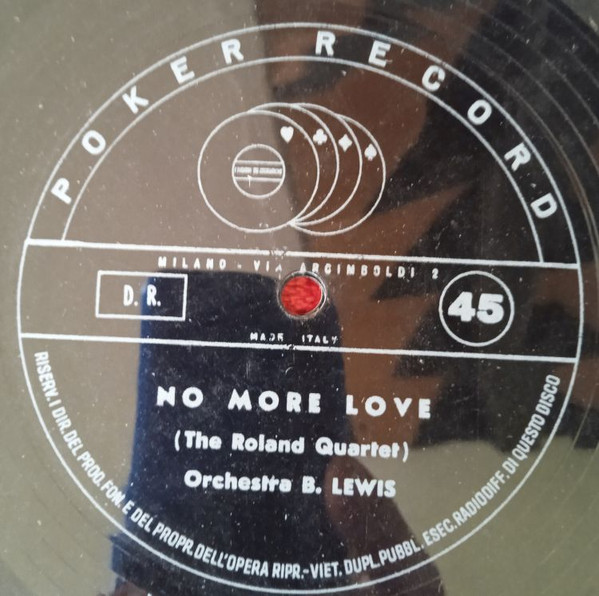 POKER RECORD
MILANO - VIA ARGIMBOLDI 2
D. R.
45
MADE ITALY
NO MORE LOVE
(The Roland Quartet)
Orchestra B. LEWIS
RISERV. I DIR. DEL PROD. FON. E DEL PROPR. DELL'OPERA RIPR.-VIET. DUPL. PUBBL. ESEC. RADIODIFF. DI QUESTO DISCO